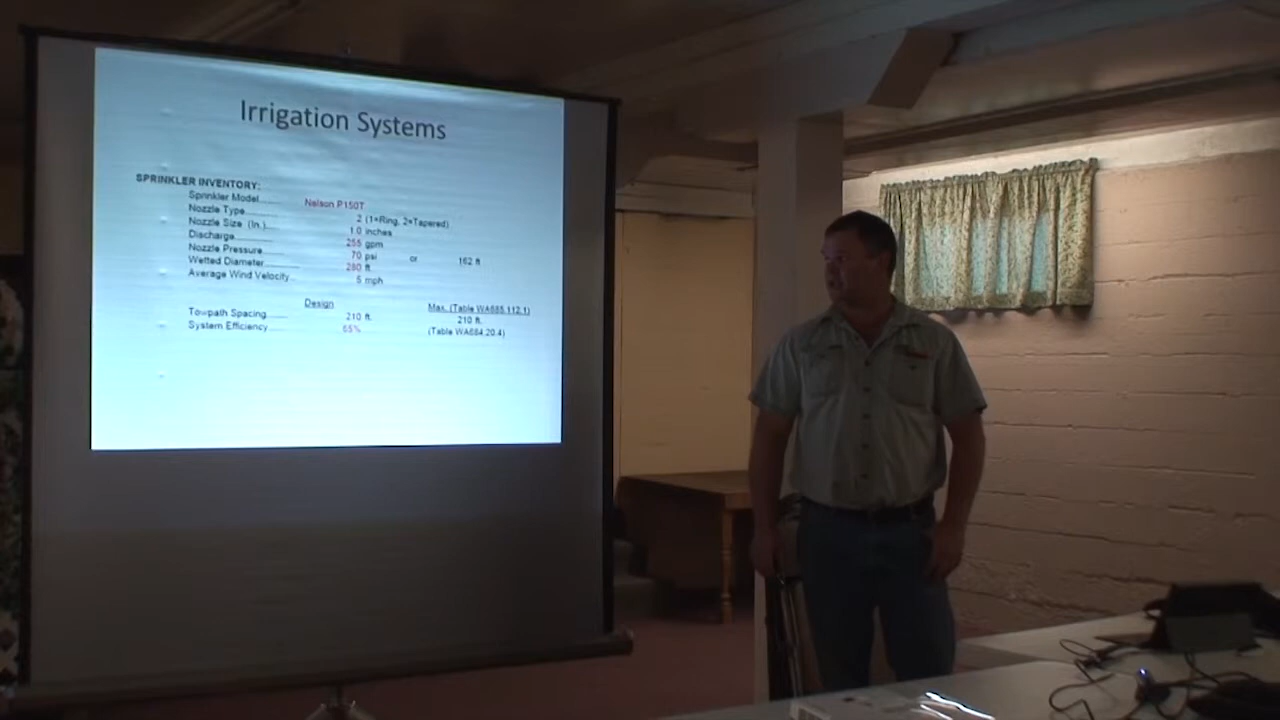 Irrigation Systems
SPRINKLER INVENTORY:
Sprinkler Model........ Nelson P150T
Nozzle Type........ 2 (1=Ring, 2=Tapered)
Nozzle Size (In.)... 1.0 inches
Discharge........ 255 gpm
Nozzle Pressure........ 70 psi or 162 ft
Wetted Diameter........ 280 ft.
Average Wind Velocity... 5 mph
Design Max. (Table WA685.112.1)
Towpath Spacing........ 210 ft. 210 ft.
System Efficiency........ 65% (Table WA684.20.4)